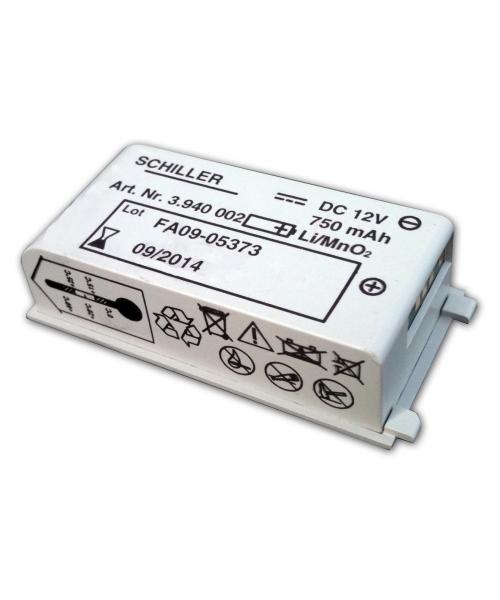 SCHILLER
DC 12V
Art. Nr. 3.940 002
750 mAh
Li/MnO₂
Lot
FA09-05373
09/2014